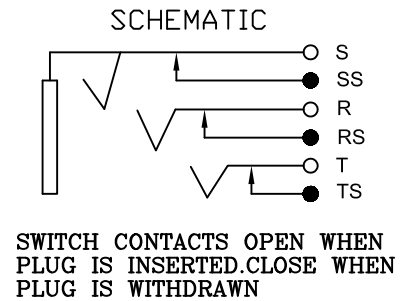 SCHEMATIC
S
SS
R
RS
T
TS
SWITCH CONTACTS OPEN WHEN
PLUG IS INSERTED.CLOSE WHEN
PLUG IS WITHDRAWN